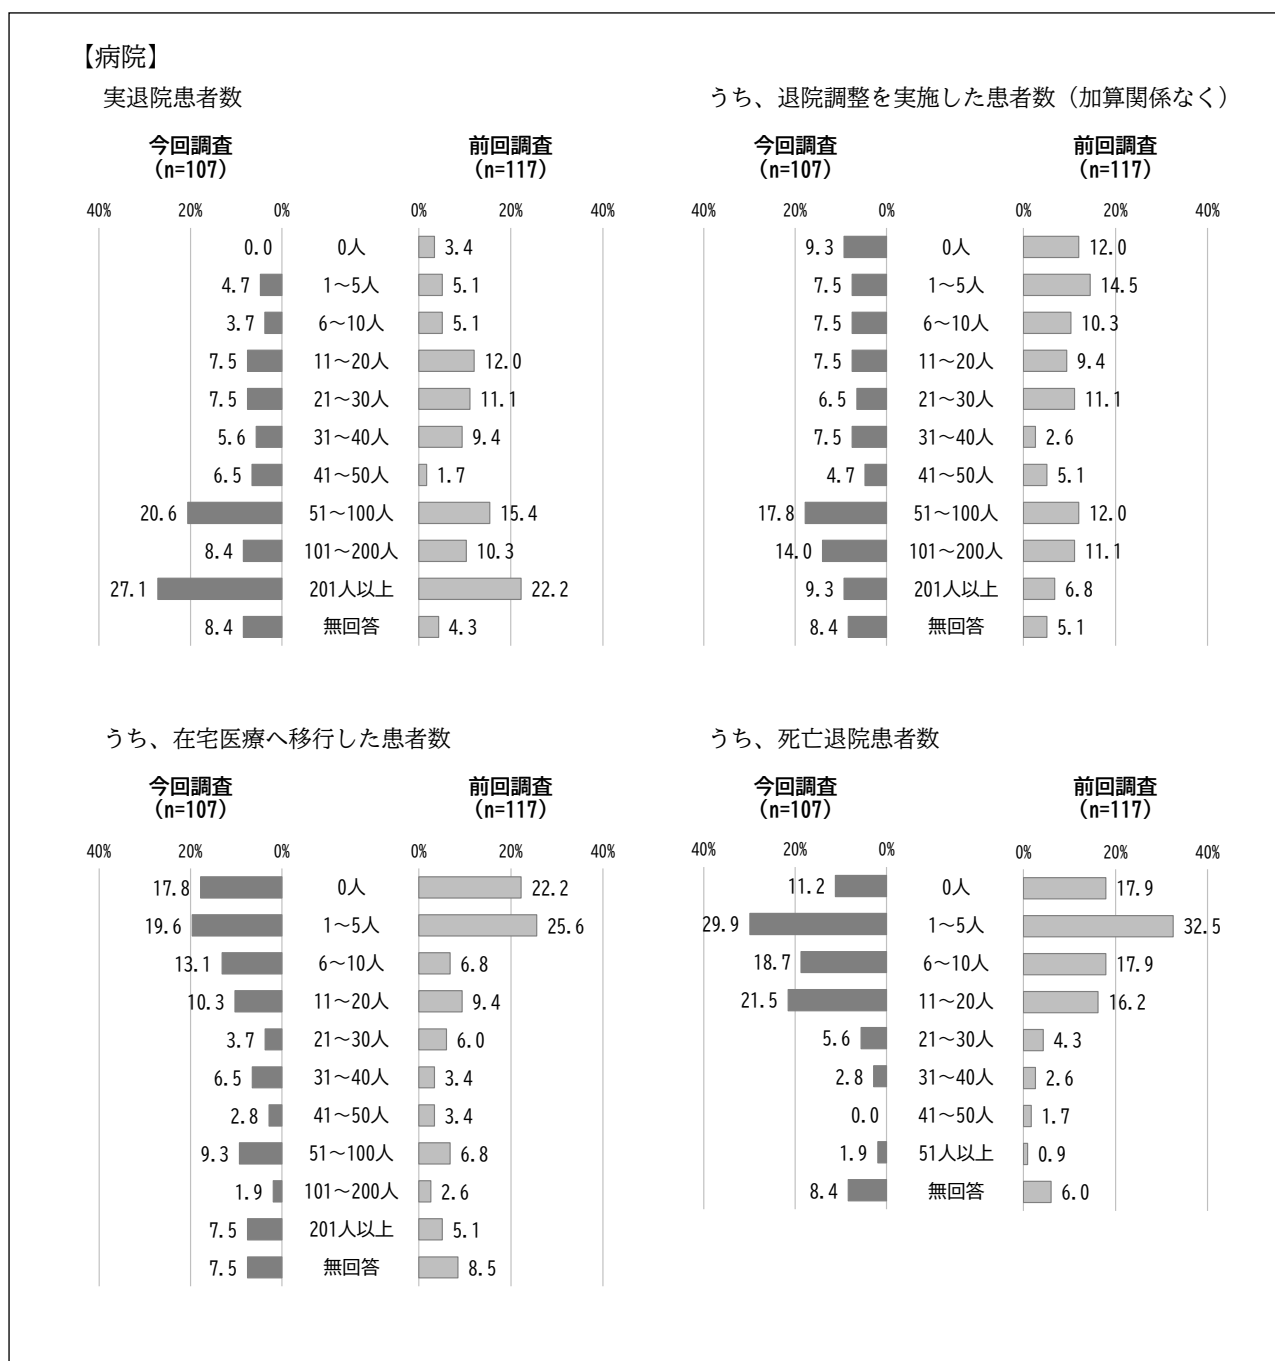 【病院】
実退院患者数
今回調査 前回調査
(n=107) (n=117)
40% 20% 0% 0% 20% 40%
0.0 0人 3.4
4.7 1～5人 5.1
3.7 6～10人 5.1
7.5 11～20人 12.0
7.5 21～30人 11.1
5.6 31～40人 9.4
6.5 41～50人 1.7
20.6 51～100人 15.4
8.4 101～200人 10.3
27.1 201人以上 22.2
8.4 無回答 4.3
うち、退院調整を実施した患者数（加算関係なく）
今回調査 前回調査
(n=107) (n=117)
40% 20% 0% 0% 20% 40%
9.3 0人 12.0
7.5 1～5人 14.5
7.5 6～10人 10.3
7.5 11～20人 9.4
6.5 21～30人 11.1
7.5 31～40人 2.6
4.7 41～50人 5.1
17.8 51～100人 12.0
14.0 101～200人 11.1
9.3 201人以上 6.8
8.4 無回答 5.1
うち、在宅医療へ移行した患者数
今回調査 前回調査
(n=107) (n=117)
40% 20% 0% 0% 20% 40%
17.8 0人 22.2
19.6 1～5人 25.6
13.1 6～10人 6.8
10.3 11～20人 9.4
3.7 21～30人 6.0
6.5 31～40人 3.4
2.8 41～50人 3.4
9.3 51～100人 6.8
1.9 101～200人 2.6
7.5 201人以上 5.1
7.5 無回答 8.5
うち、死亡退院患者数
今回調査 前回調査
(n=107) (n=117)
40% 20% 0% 0% 20% 40%
11.2 0人 17.9
29.9 1～5人 32.5
18.7 6～10人 17.9
21.5 11～20人 16.2
5.6 21～30人 4.3
2.8 31～40人 2.6
0.0 41～50人 1.7
1.9 51人以上 0.9
8.4 無回答 6.0